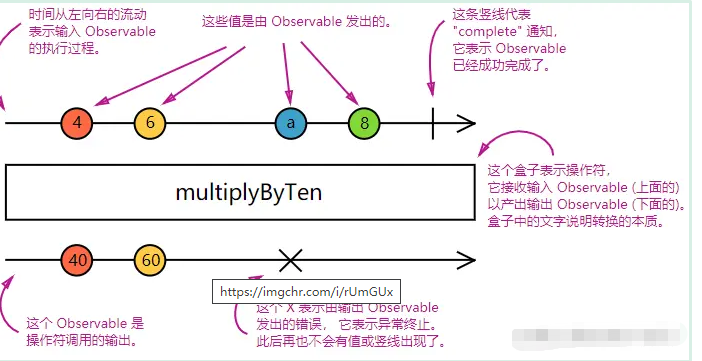 时间从左向右的流动
表示输入 Observable
的执行过程。
这些值是由 Observable 发出的。
这条竖线代表
"complete" 通知,
它表示 Observable
已经成功完成了。
4
6
a
8
multiplyByTen
这个盒子表示操作符，
它接收输入 Observable (上面的)
以产出输出 Observable (下面的)。
盒子中的文字说明转换的本质。
40
60
https://imgchr.com/i/rUmGUx
这个 Observable 是
操作符调用的输出。
这个 X 表示由输出 Observable
发出的错误， 它表示异常终止。
此后再也不会有值或竖线出现了。